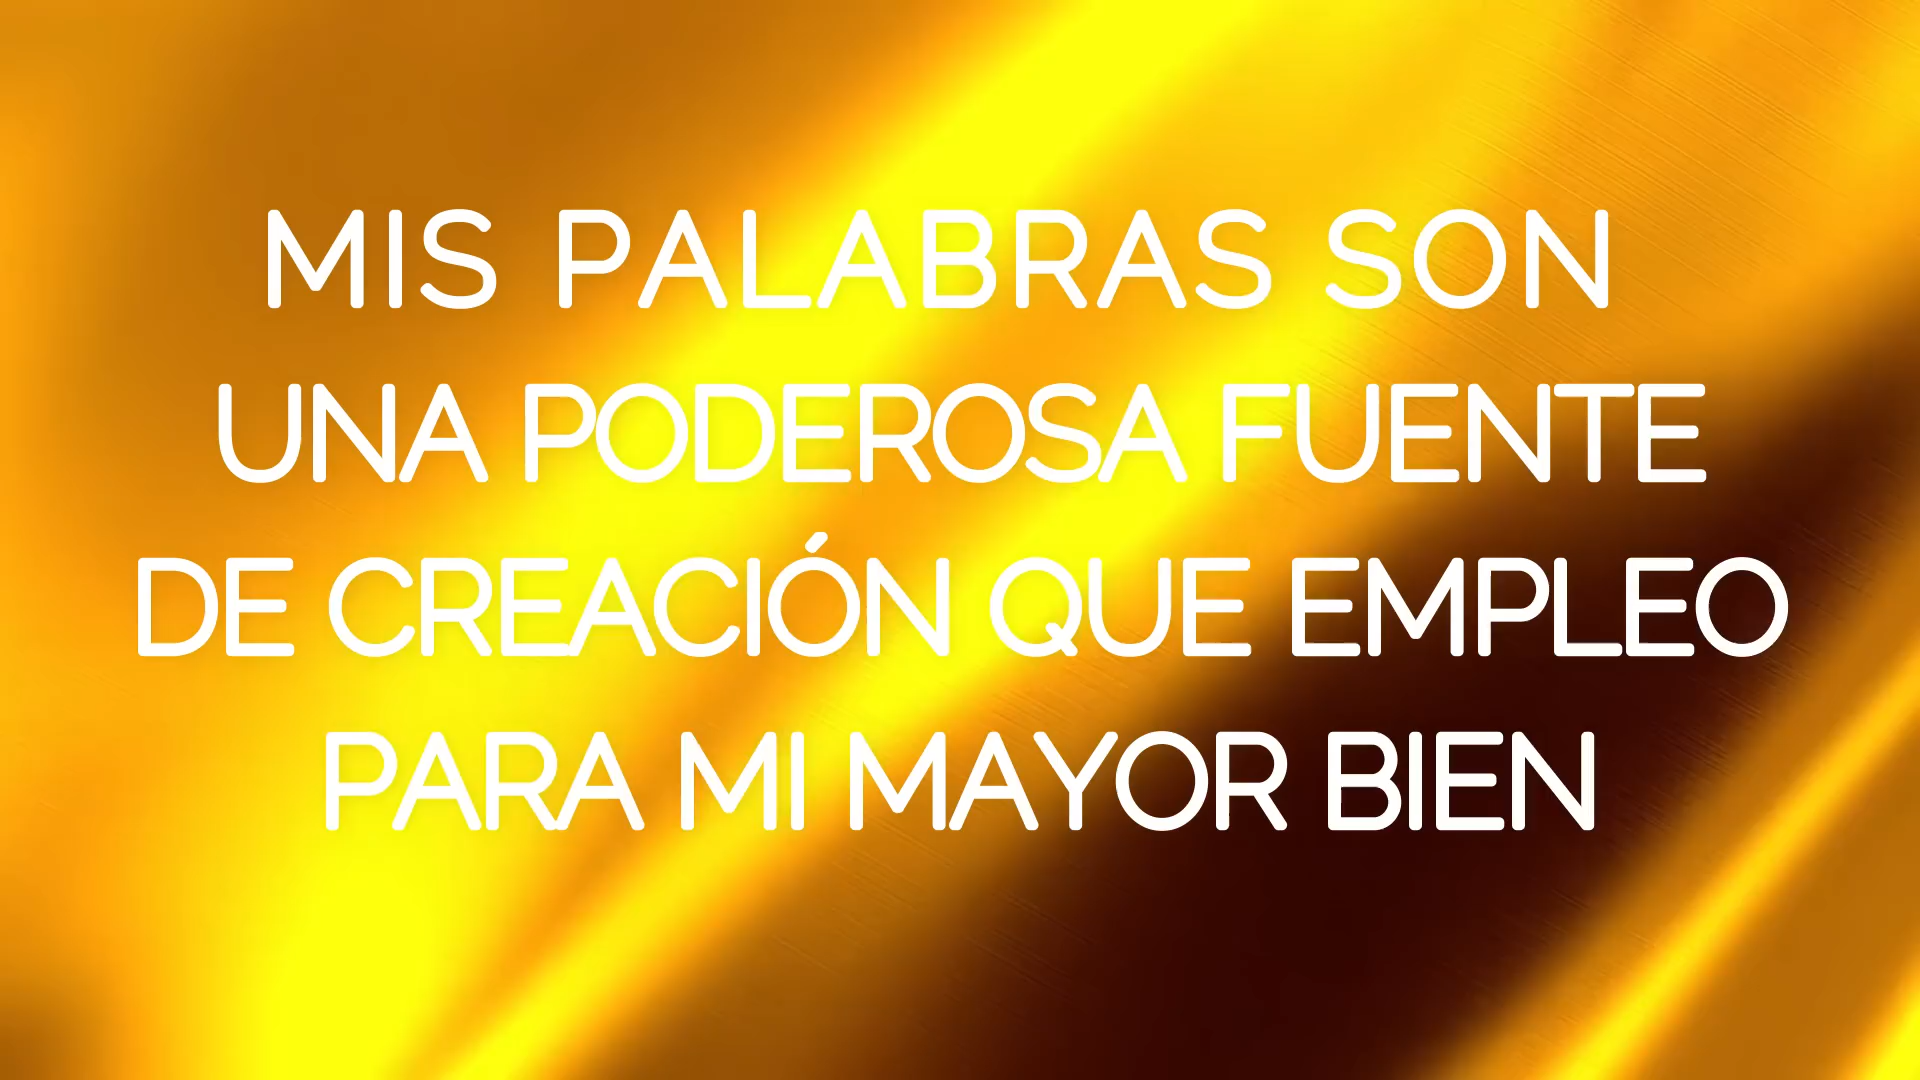 MIS PALABRAS SON
UNA PODEROSA FUENTE
DE CREACIÓN QUE EMPLEO
PARA MI MAYOR BIEN